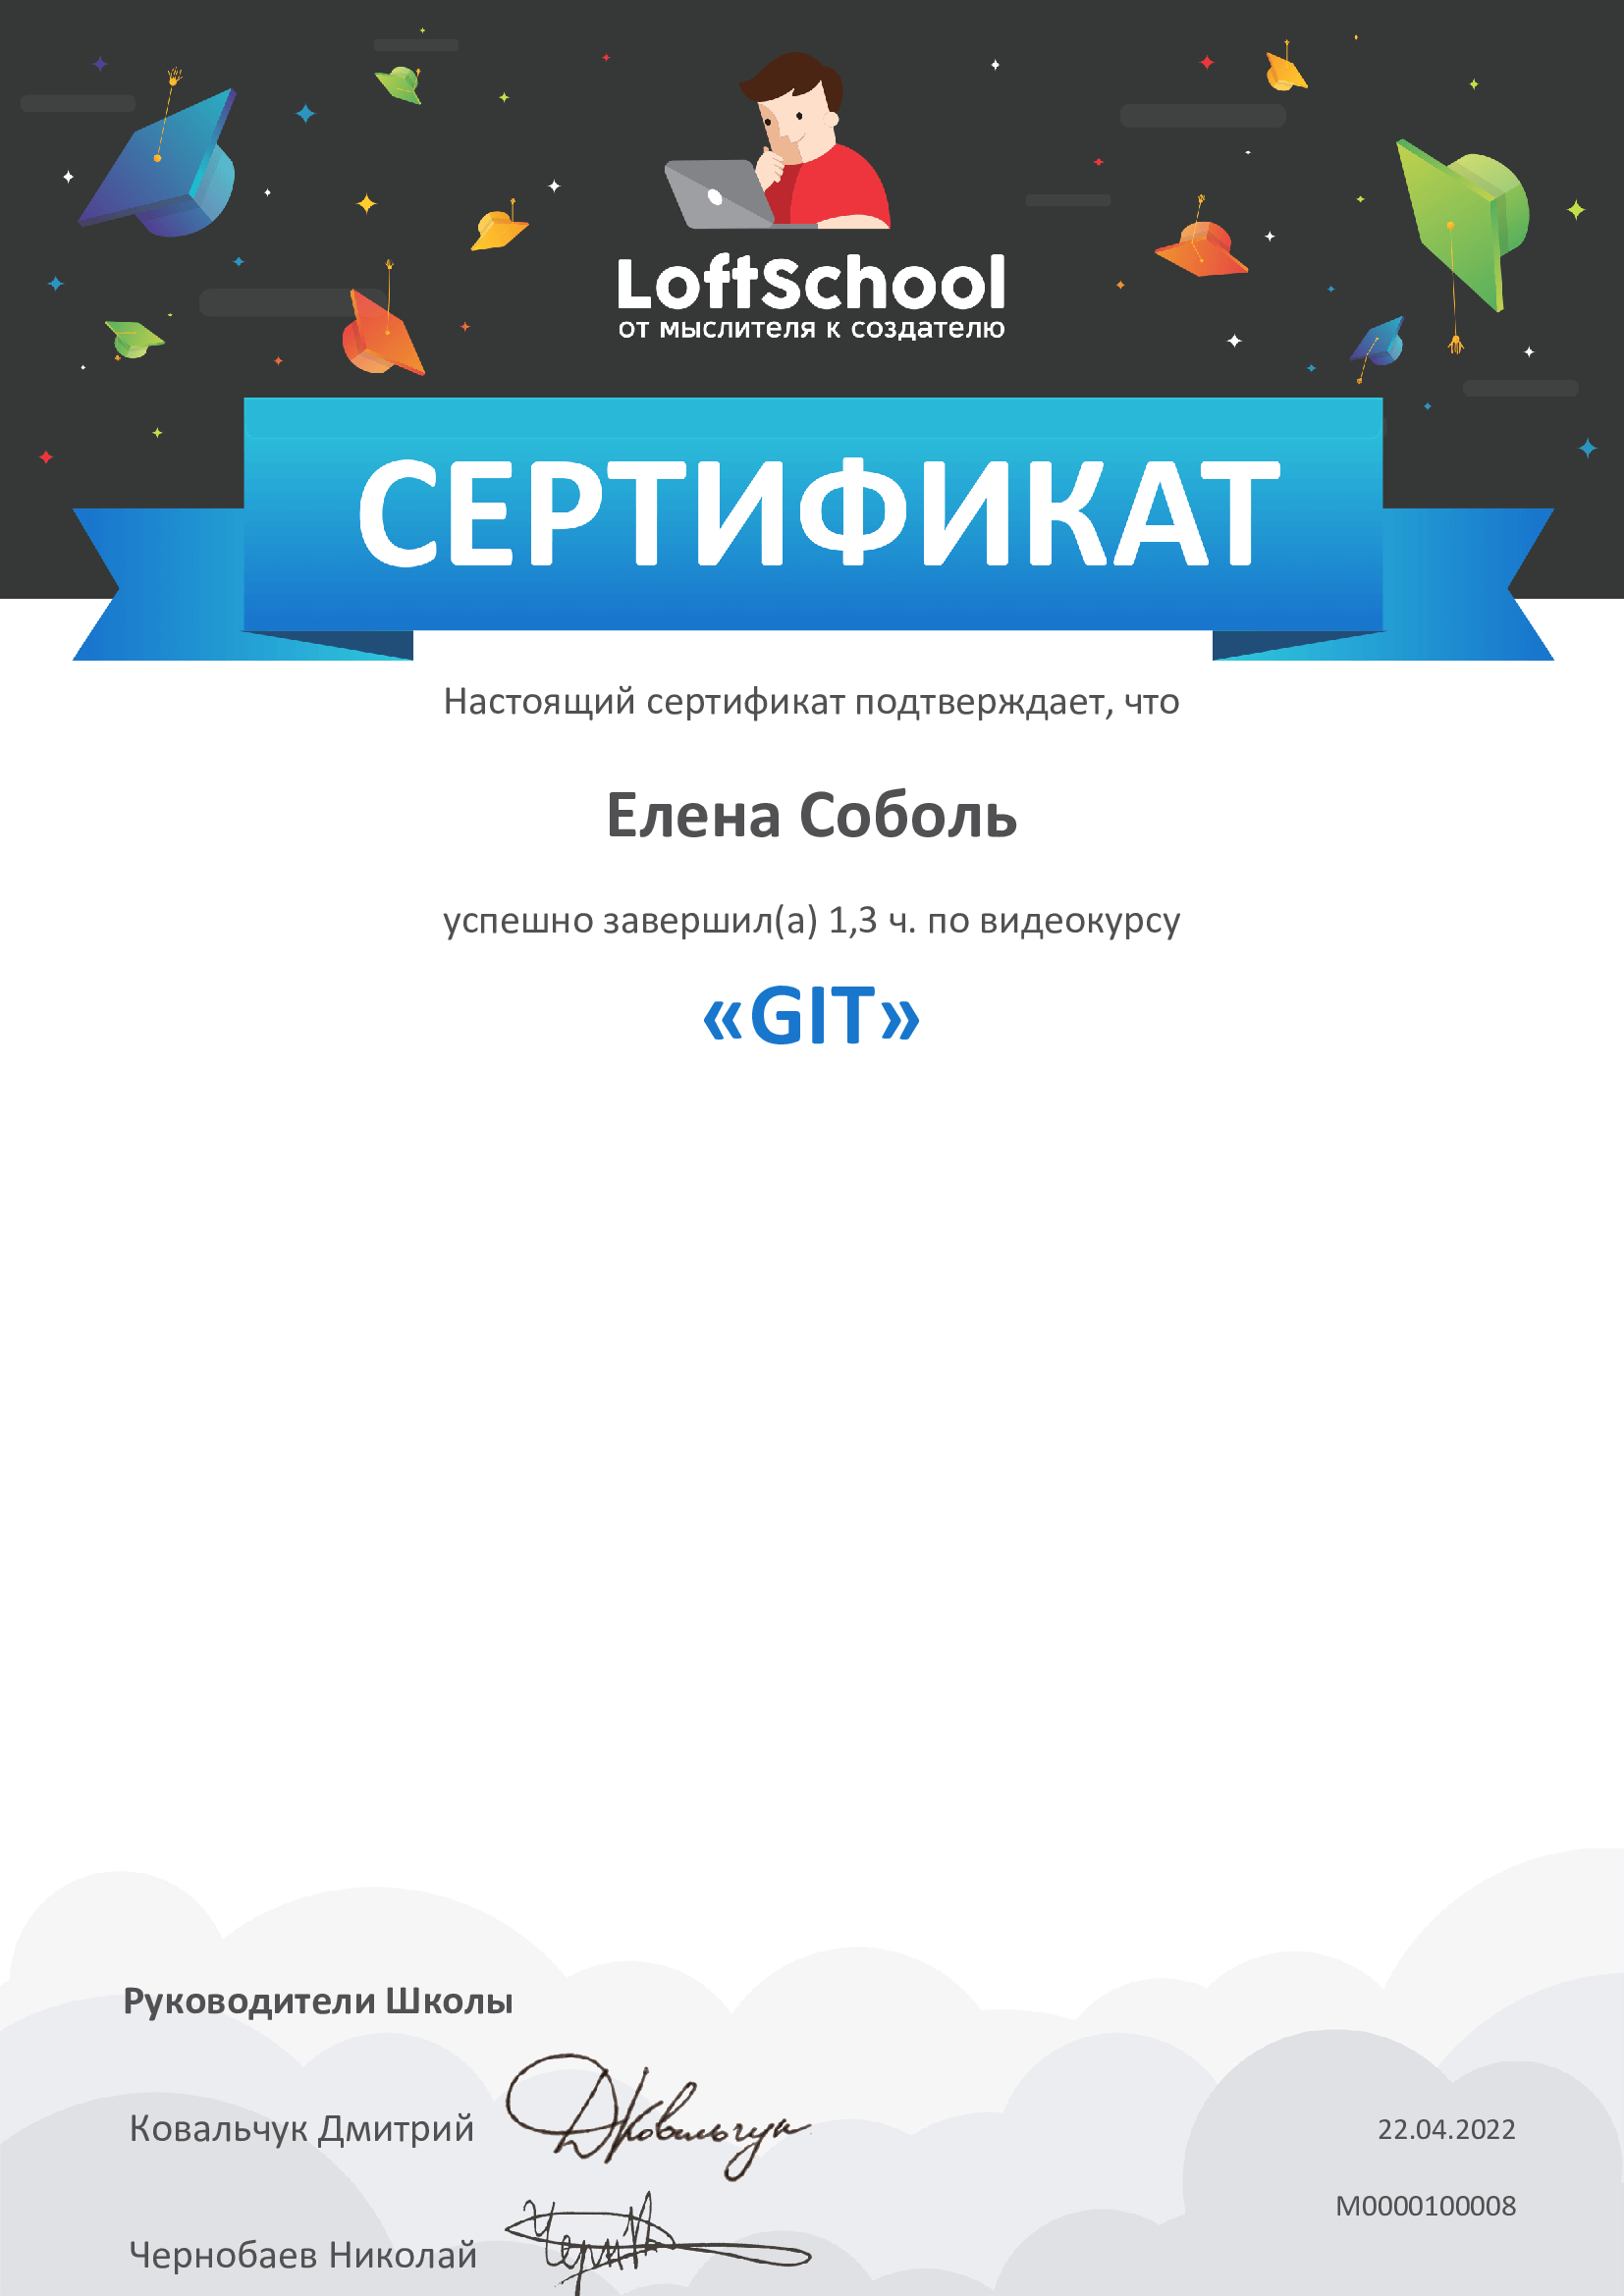 LoftSchool
от мыслителя к создателю
СЕРТИФИКАТ
Настоящий сертификат подтверждает, что
Елена Соболь
успешно завершил(а) 1,3 ч. по видеокурсу
«GIT»
Руководители Школы
Ковальчук Дмитрий
22.04.2022
M0000100008
Чернобаев Николай